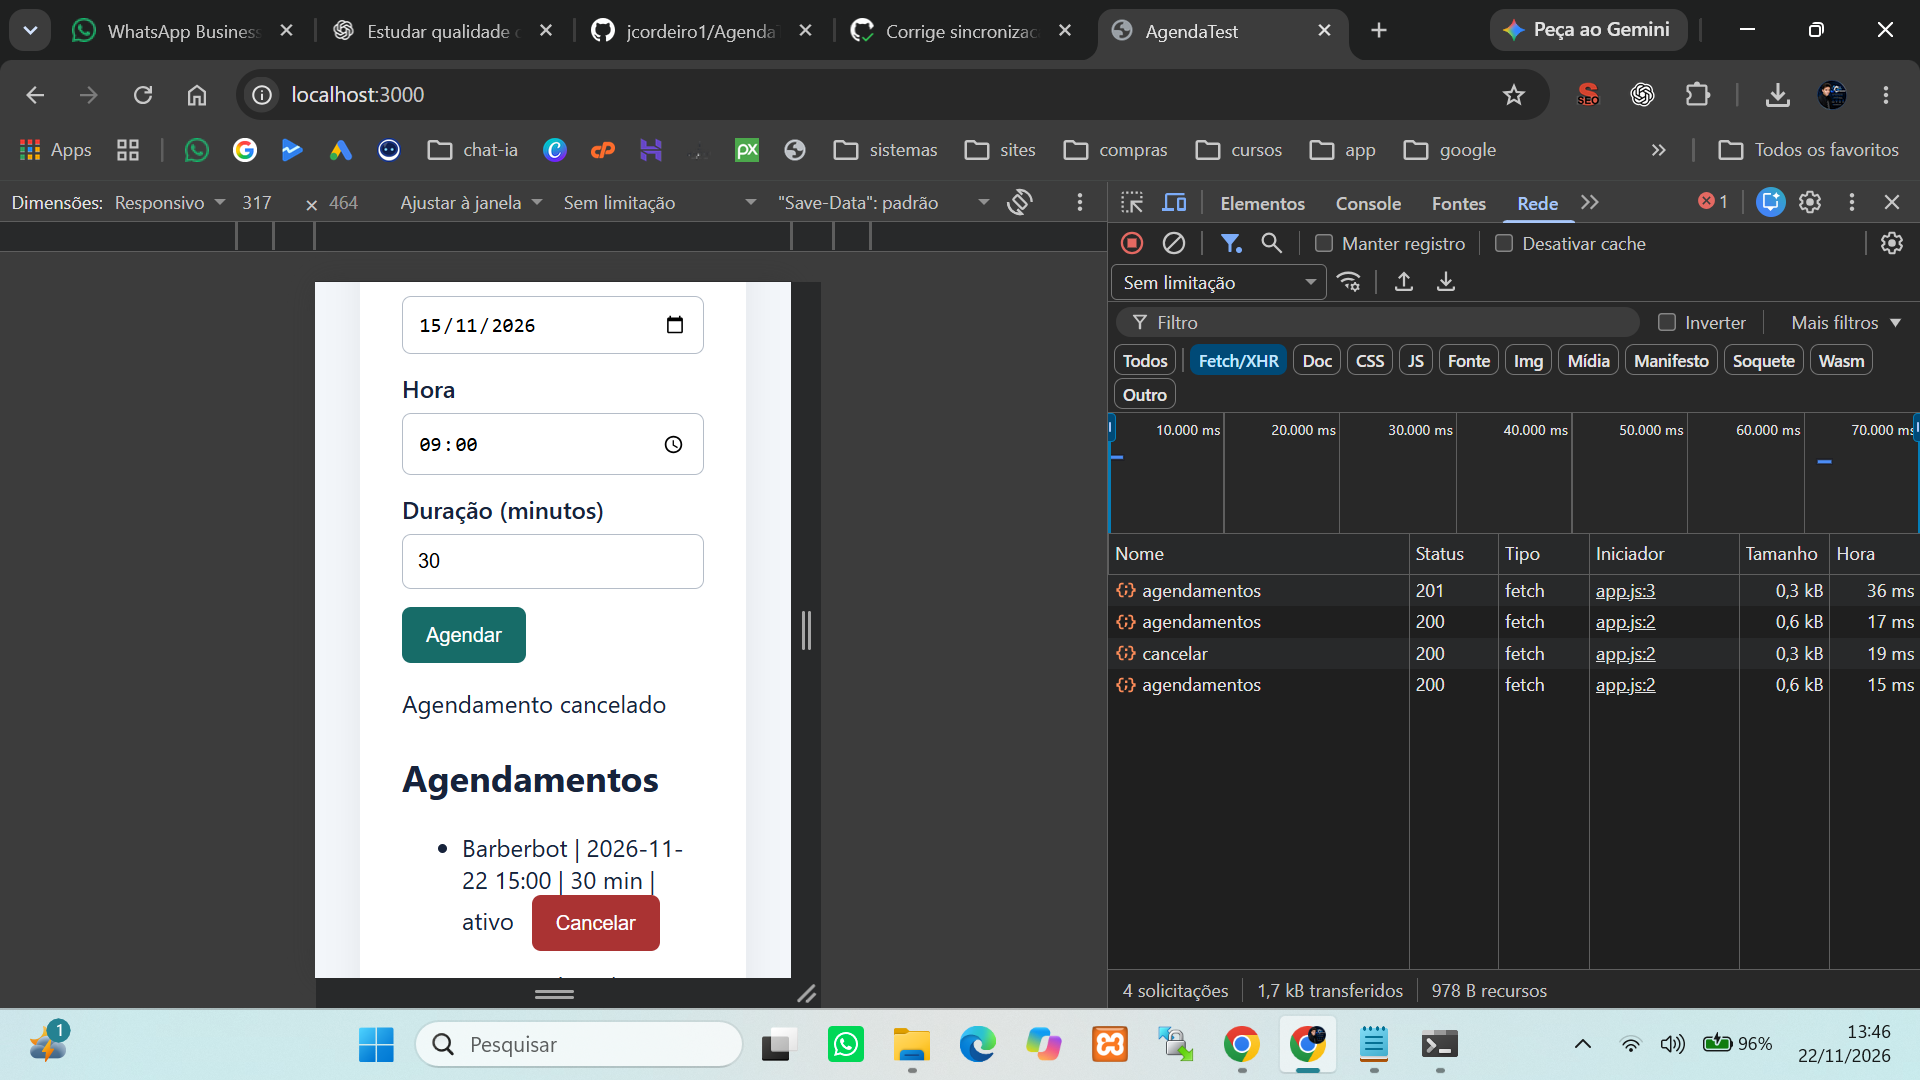 WhatsApp Business
Estudar qualidade
jcordeiro1/Agenda
Corrige sincroniza
AgendaTest
Peça ao Gemini
localhost:3000
SEO
Apps
chat-ia
cP
px
sistemas
sites
compras
cursos
app
google
Todos os favoritos
Dimensões: Responsivo 317 x 464 Ajustar à janela Sem limitação "Save-Data": padrão
Elementos Console Fontes Rede 1
Manter registro Desativar cache
Sem limitação
Filtro Inverter Mais filtros
Todos Fetch/XHR Doc CSS JS Fonte Img Mídia Manifesto Soquete Wasm
Outro
10.000 ms 20.000 ms 30.000 ms 40.000 ms 50.000 ms 60.000 ms 70.000 ms
Nome Status Tipo Iniciador Tamanho Hora
agendamentos 201 fetch app.js:3 0,3 kB 36 ms
agendamentos 200 fetch app.js:2 0,6 kB 17 ms
cancelar 200 fetch app.js:2 0,3 kB 19 ms
agendamentos 200 fetch app.js:2 0,6 kB 15 ms
4 solicitações 1,7 kB transferidos 978 B recursos
15/11/2026
Hora
09:00
Duração (minutos)
30
Agendar
Agendamento cancelado
Agendamentos
Barberbot | 2026-11-
22 15:00 | 30 min |
ativo Cancelar
1
Pesquisar
96%
13:46
22/11/2026